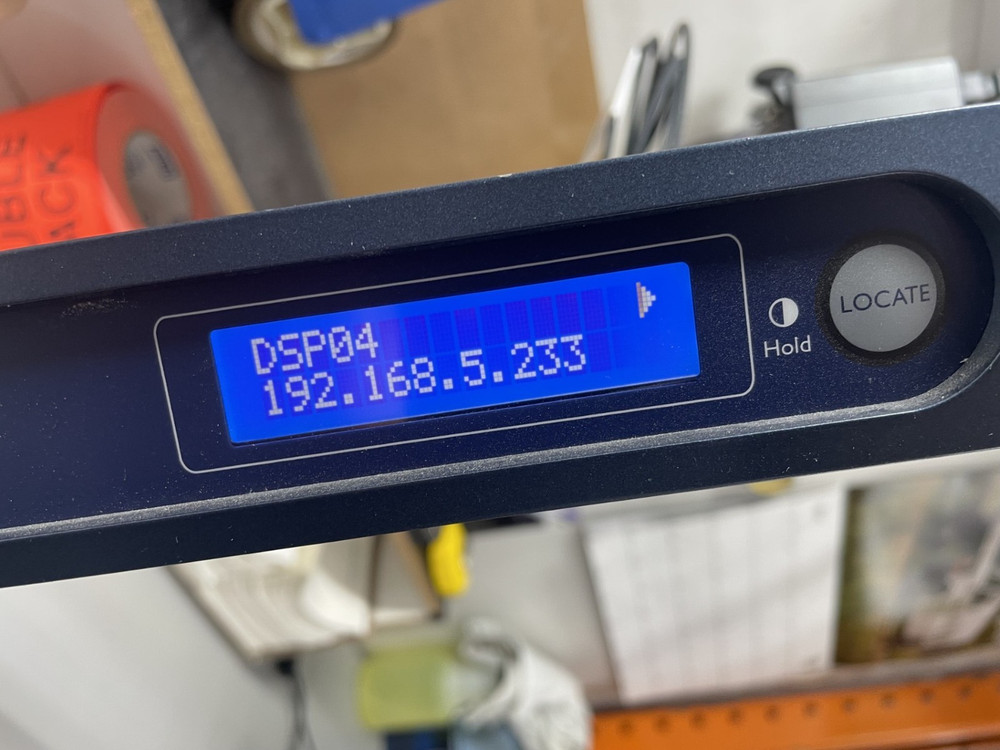 DSP04
192.168.5.233
Hold
LOCATE